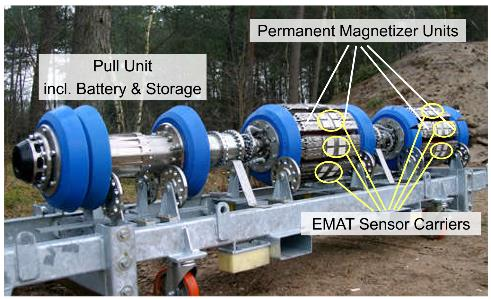 Permanent Magnetizer Units
Pull Unit
incl. Battery & Storage
EMAT Sensor Carriers